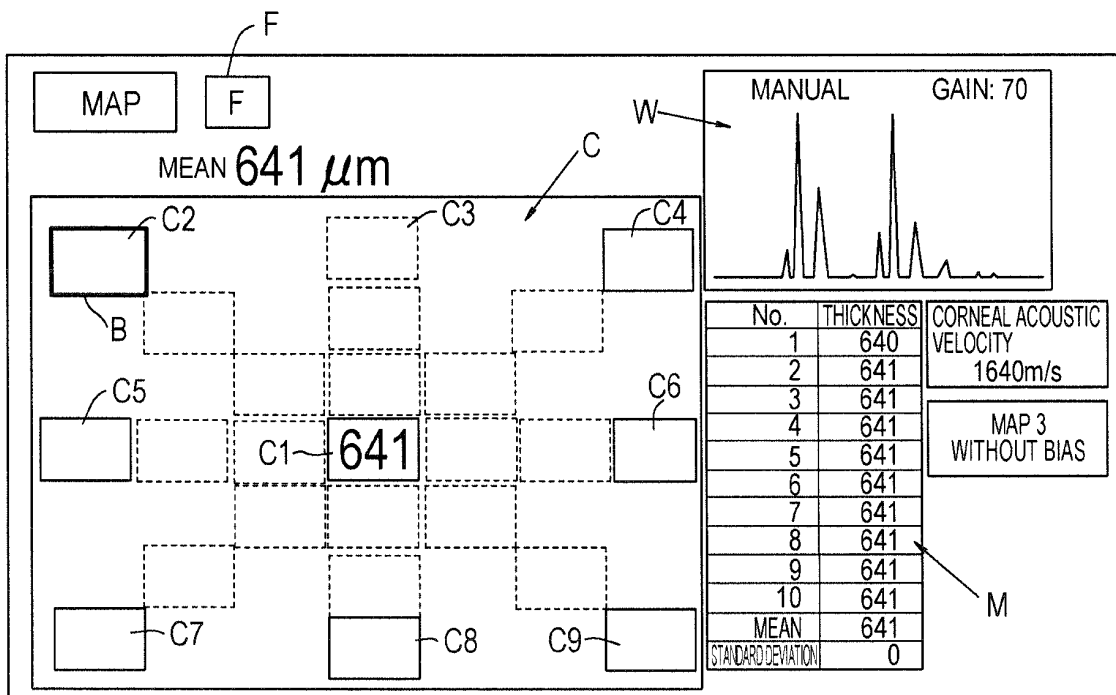 F
MAP
F
MEAN 641 μm
C
W
MANUAL GAIN: 70
C2
C3
C4
B
C5
C6
C1
641
C7
C8
C9
No. THICKNESS
1 640
2 641
3 641
4 641
5 641
6 641
7 641
8 641
9 641
10 641
MEAN 641
STANDARD DEVIATION 0
M
CORNEAL ACOUSTIC
VELOCITY
1640m/s
MAP 3
WITHOUT BIAS